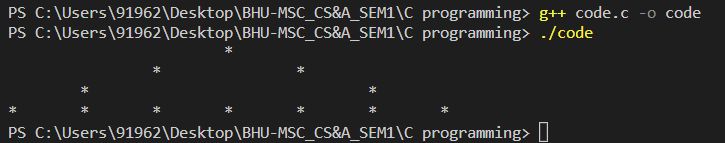 PS C:\Users\91962\Desktop\BHU-MSC_CS&A_SEM1\C programming> g++ code.c -o code
PS C:\Users\91962\Desktop\BHU-MSC_CS&A_SEM1\C programming> ./code
                        *
                *               *
        *                               *
*       *       *       *       *       *       *
PS C:\Users\91962\Desktop\BHU-MSC_CS&A_SEM1\C programming>